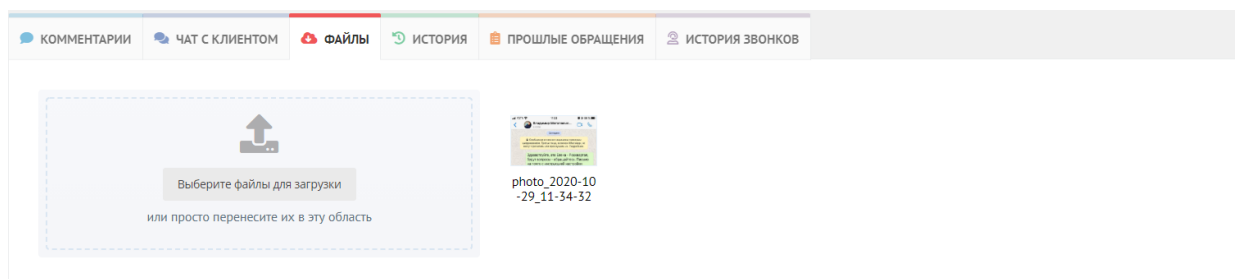 КОММЕНТАРИИ ЧАТ С КЛИЕНТОМ ФАЙЛЫ ИСТОРИЯ ПРОШЛЫЕ ОБРАЩЕНИЯ ИСТОРИЯ ЗВОНКОВ
Выберите файлы для загрузки
или просто перенесите их в эту область
photo_2020-10
-29_11-34-32